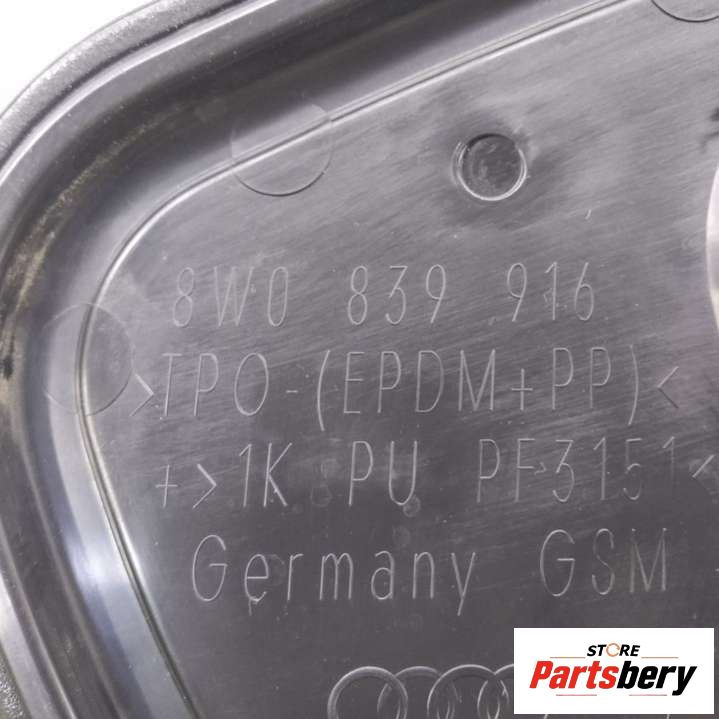 8W0 839 916
>TPO-(EPDM+PP)<
+>1K PU PF3151<
Germany GSM
STORE
Partsbery